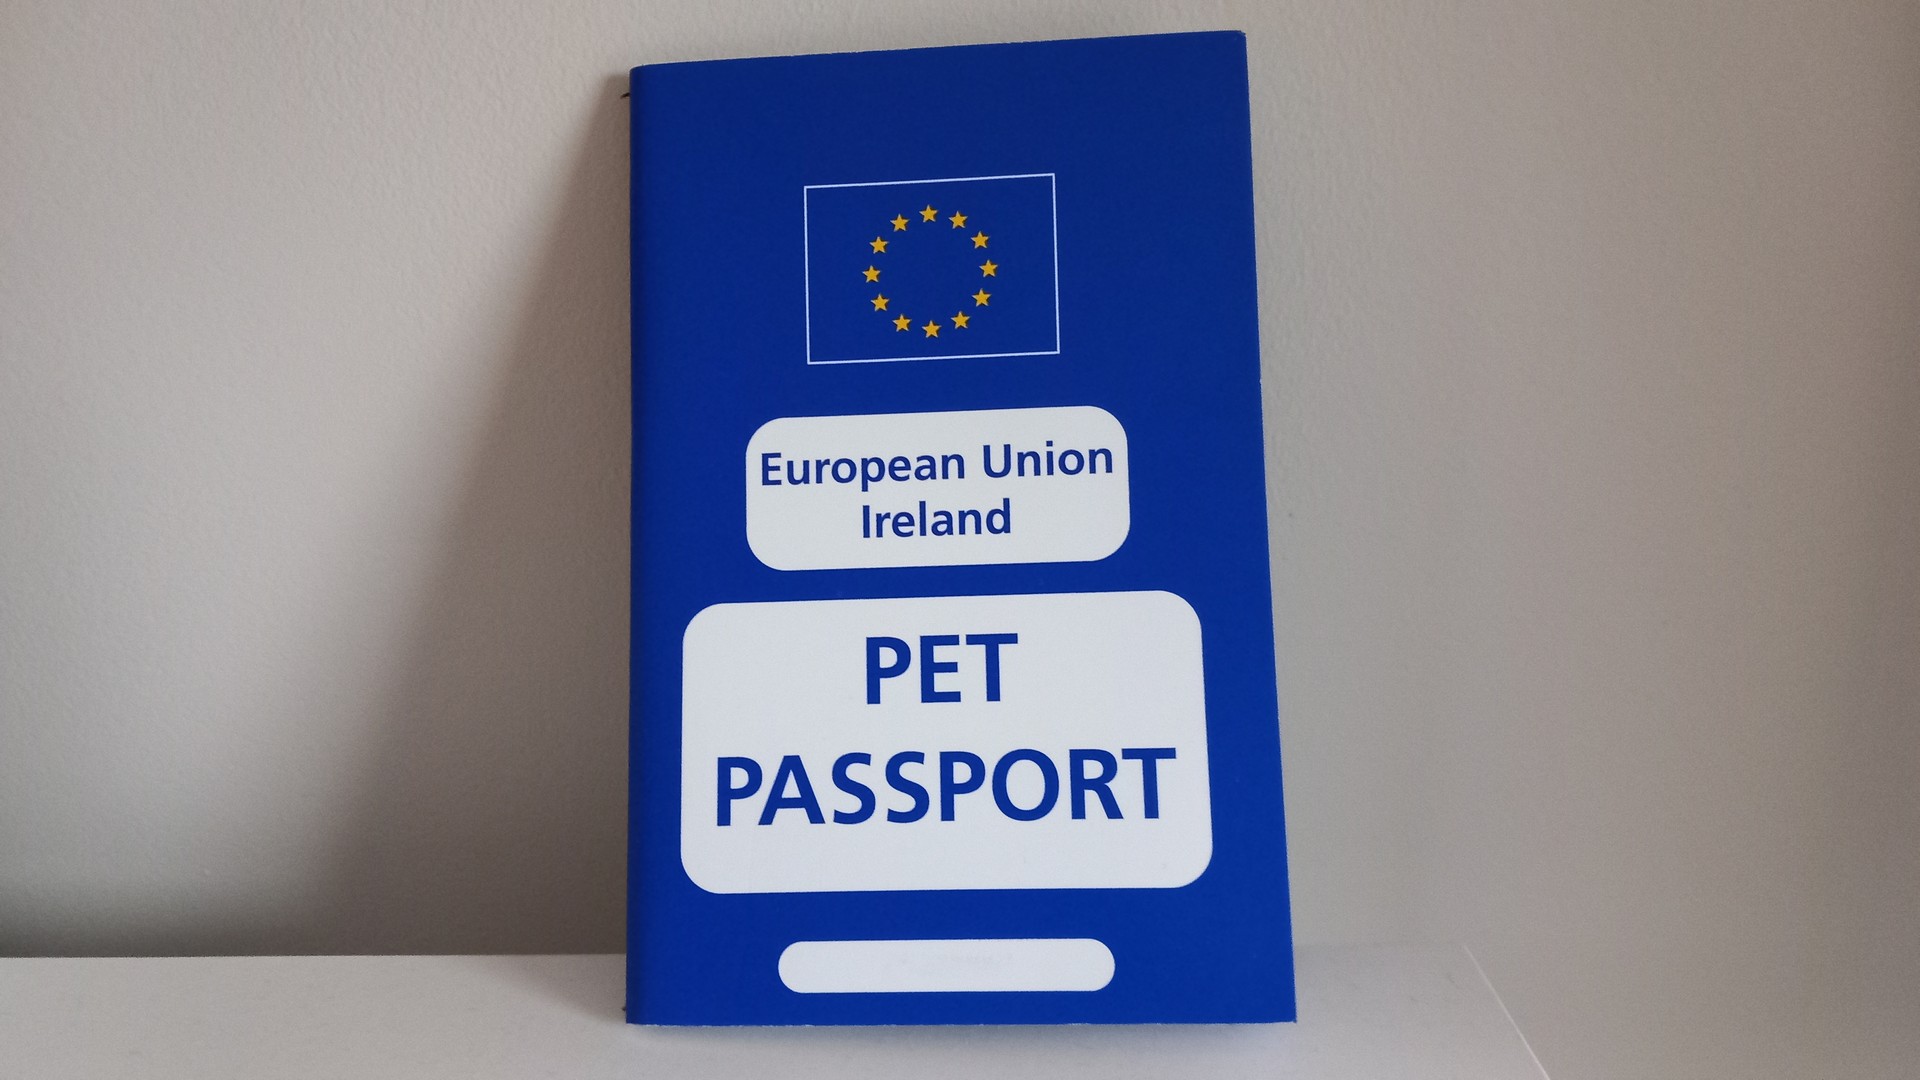 European Union
Ireland
PET
PASSPORT